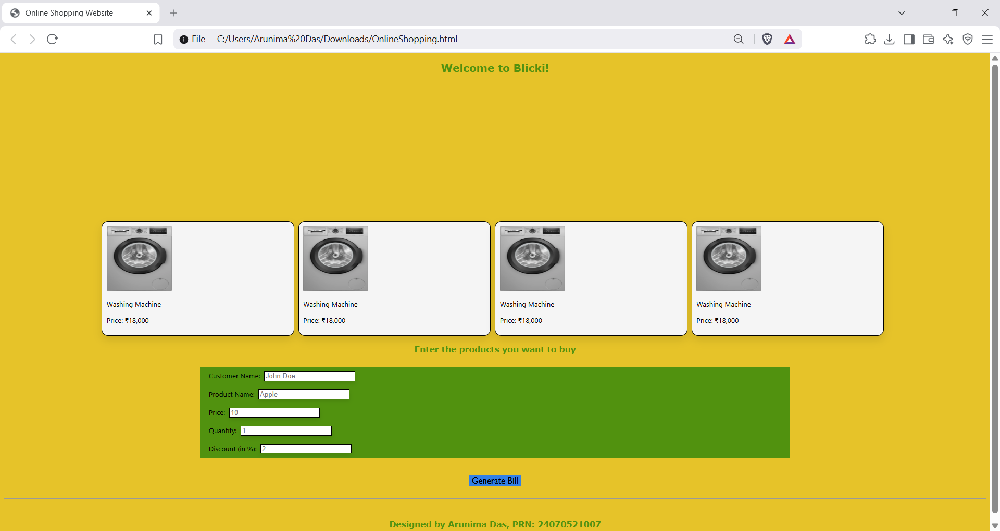 Online Shopping Website
File C:/Users/Arunima%20Das/Downloads/OnlineShopping.html
Welcome to Blicki!
Washing Machine Washing Machine Washing Machine Washing Machine
Price: ₹18,000 Price: ₹18,000 Price: ₹18,000 Price: ₹18,000
Enter the products you want to buy
Customer Name: John Doe
Product Name: Apple
Price: 10
Quantity: 1
Discount (in %): 2
Generate Bill
Designed by Arunima Das, PRN: 24070521007